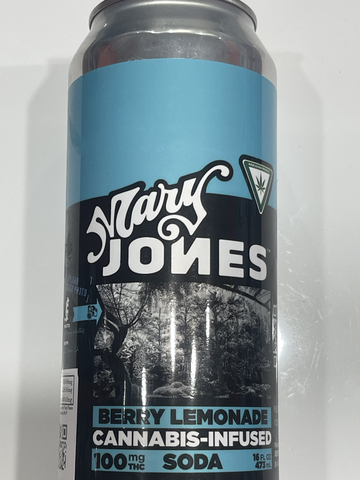 Mary
JONES
BERRY LEMONADE
CANNABIS-INFUSED
100 mg THC SODA 16 FL OZ 473 mL